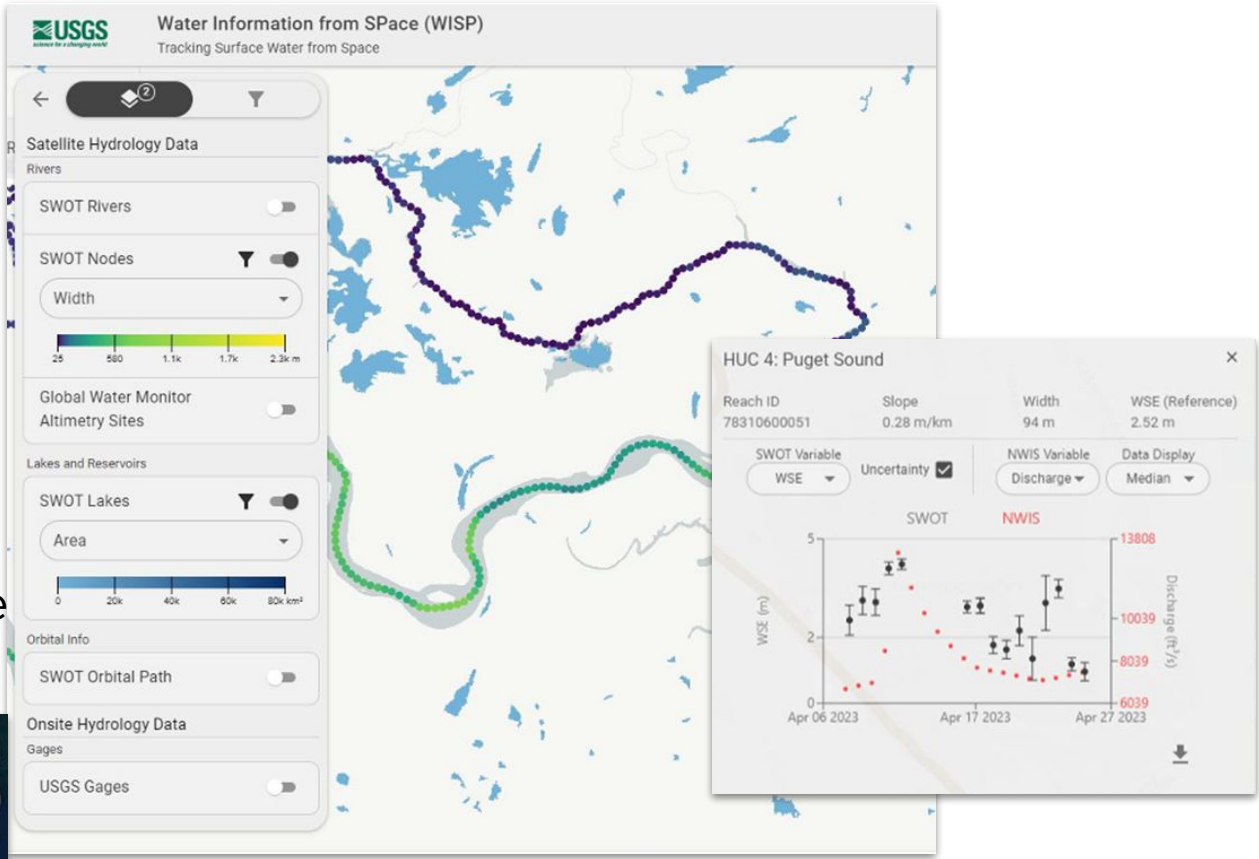 USGS
science for a changing world
Water Information from SPace (WISP)
Tracking Surface Water from Space
2
Satellite Hydrology Data
R
Rivers
SWOT Rivers
SWOT Nodes
Width
25 580 1.1k 1.7k 2.3k m
Global Water Monitor
Altimetry Sites
Lakes and Reservoirs
SWOT Lakes
Area
0 20k 40k 60k 80k km²
e
Orbital Info
SWOT Orbital Path
Onsite Hydrology Data
Gages
USGS Gages
HUC 4: Puget Sound
Reach ID Slope Width WSE (Reference)
78310600051 0.28 m/km 94 m 2.52 m
SWOT Variable NWIS Variable Data Display
WSE Uncertainty Discharge Median
SWOT NWIS
5 13808
WSE (m)
Discharge (ft³/s)
10039
2
8039
0 6039
Apr 06 2023 Apr 17 2023 Apr 27 2023